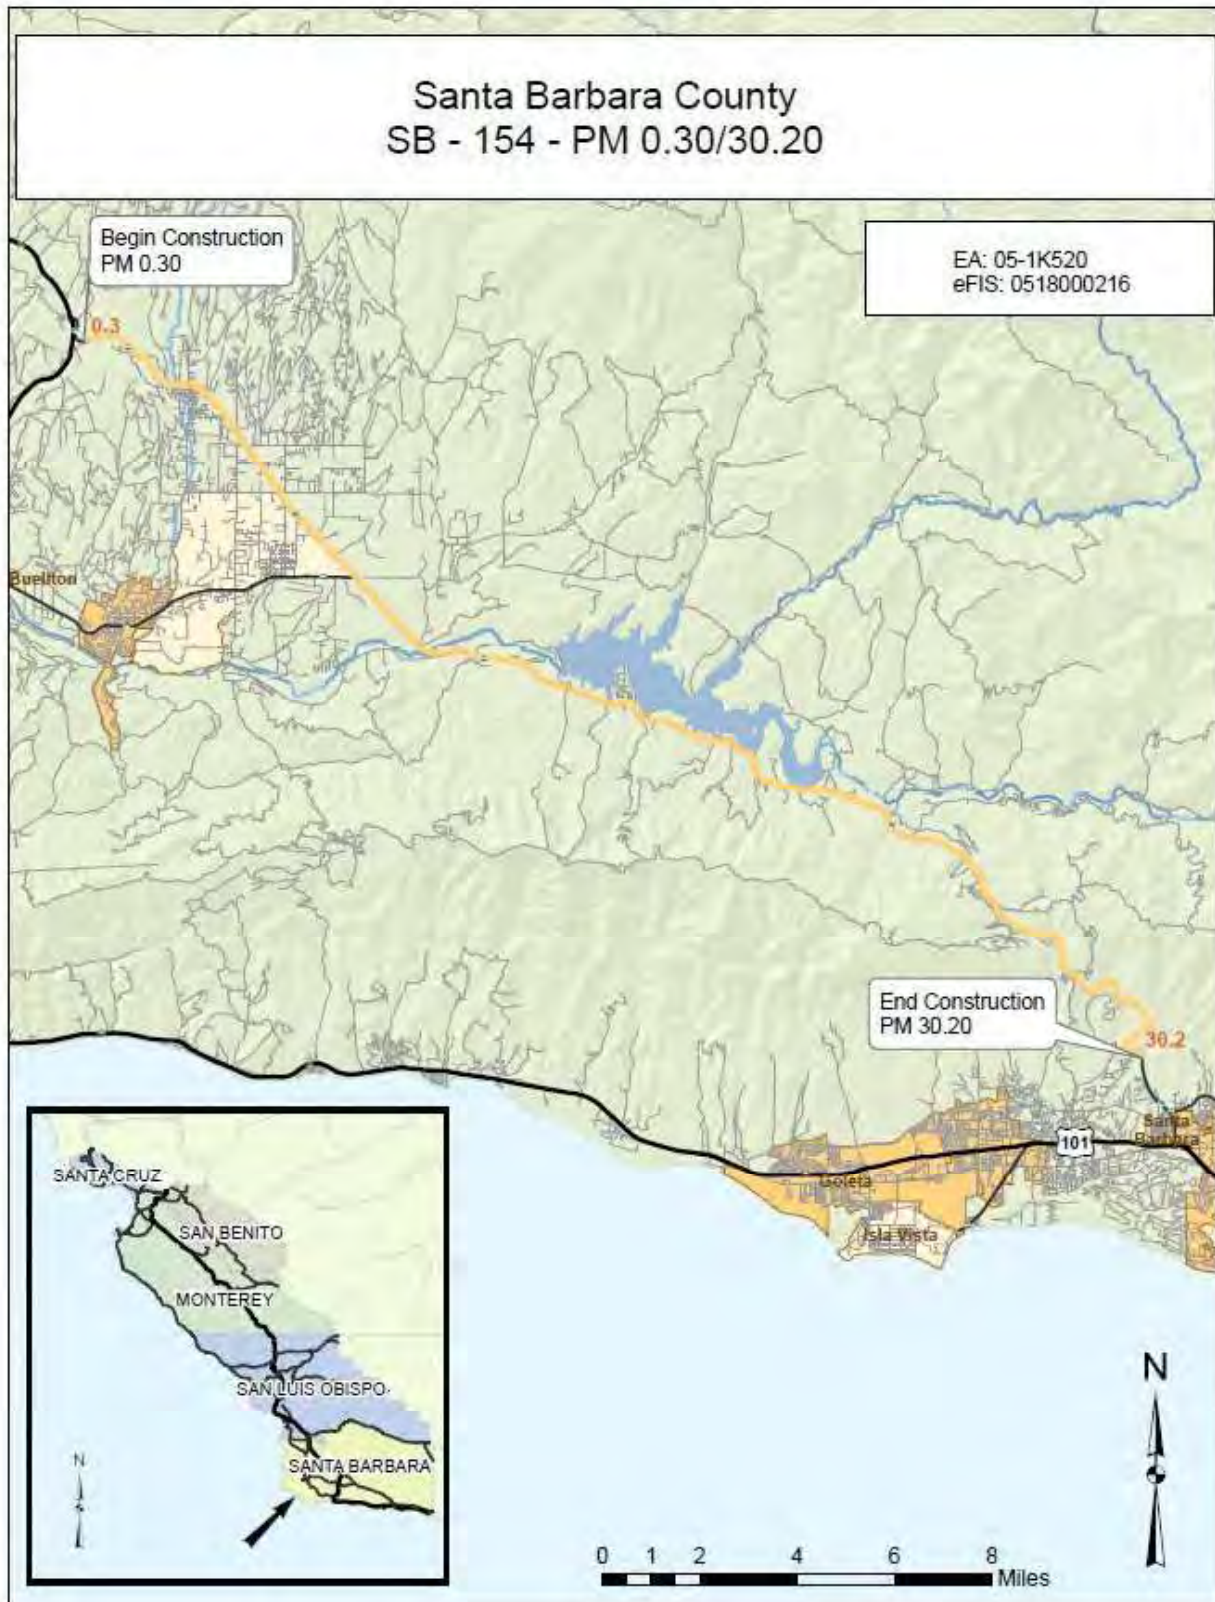 Santa Barbara County
SB - 154 - PM 0.30/30.20
Begin Construction
PM 0.30
EA: 05-1K520
eFIS: 0518000216
0.3
Buellton
End Construction
PM 30.20
30.2
Santa
Barbara
101
Goleta
Isla Vista
SANTA CRUZ
SAN BENITO
MONTEREY
SAN LUIS OBISPO
SANTA BARBARA
N
N
0 1 2 4 6 8
Miles